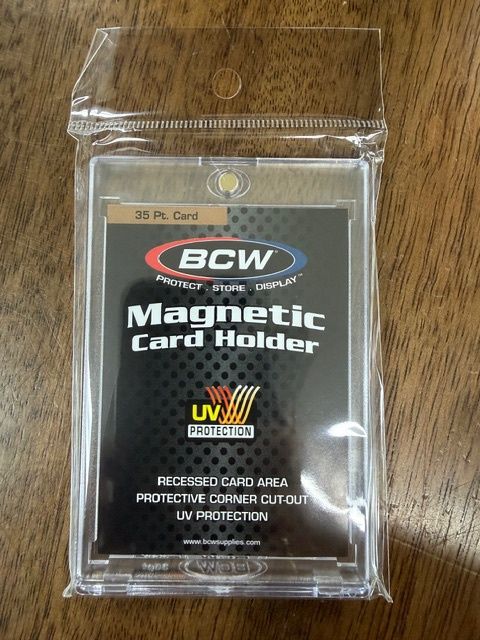 35 Pt. Card
BCW
PROTECT . STORE . DISPLAY™
Magnetic
Card Holder
UV
PROTECTION
RECESSED CARD AREA
PROTECTIVE CORNER CUT-OUT
UV PROTECTION
www.bcwsupplies.com